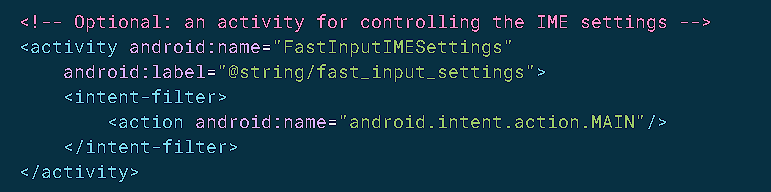 <!-- Optional: an activity for controlling the IME settings -->
<activity android:name="FastInputIMESettings"
    android:label="@string/fast_input_settings">
    <intent-filter>
        <action android:name="android.intent.action.MAIN"/>
    </intent-filter>
</activity>